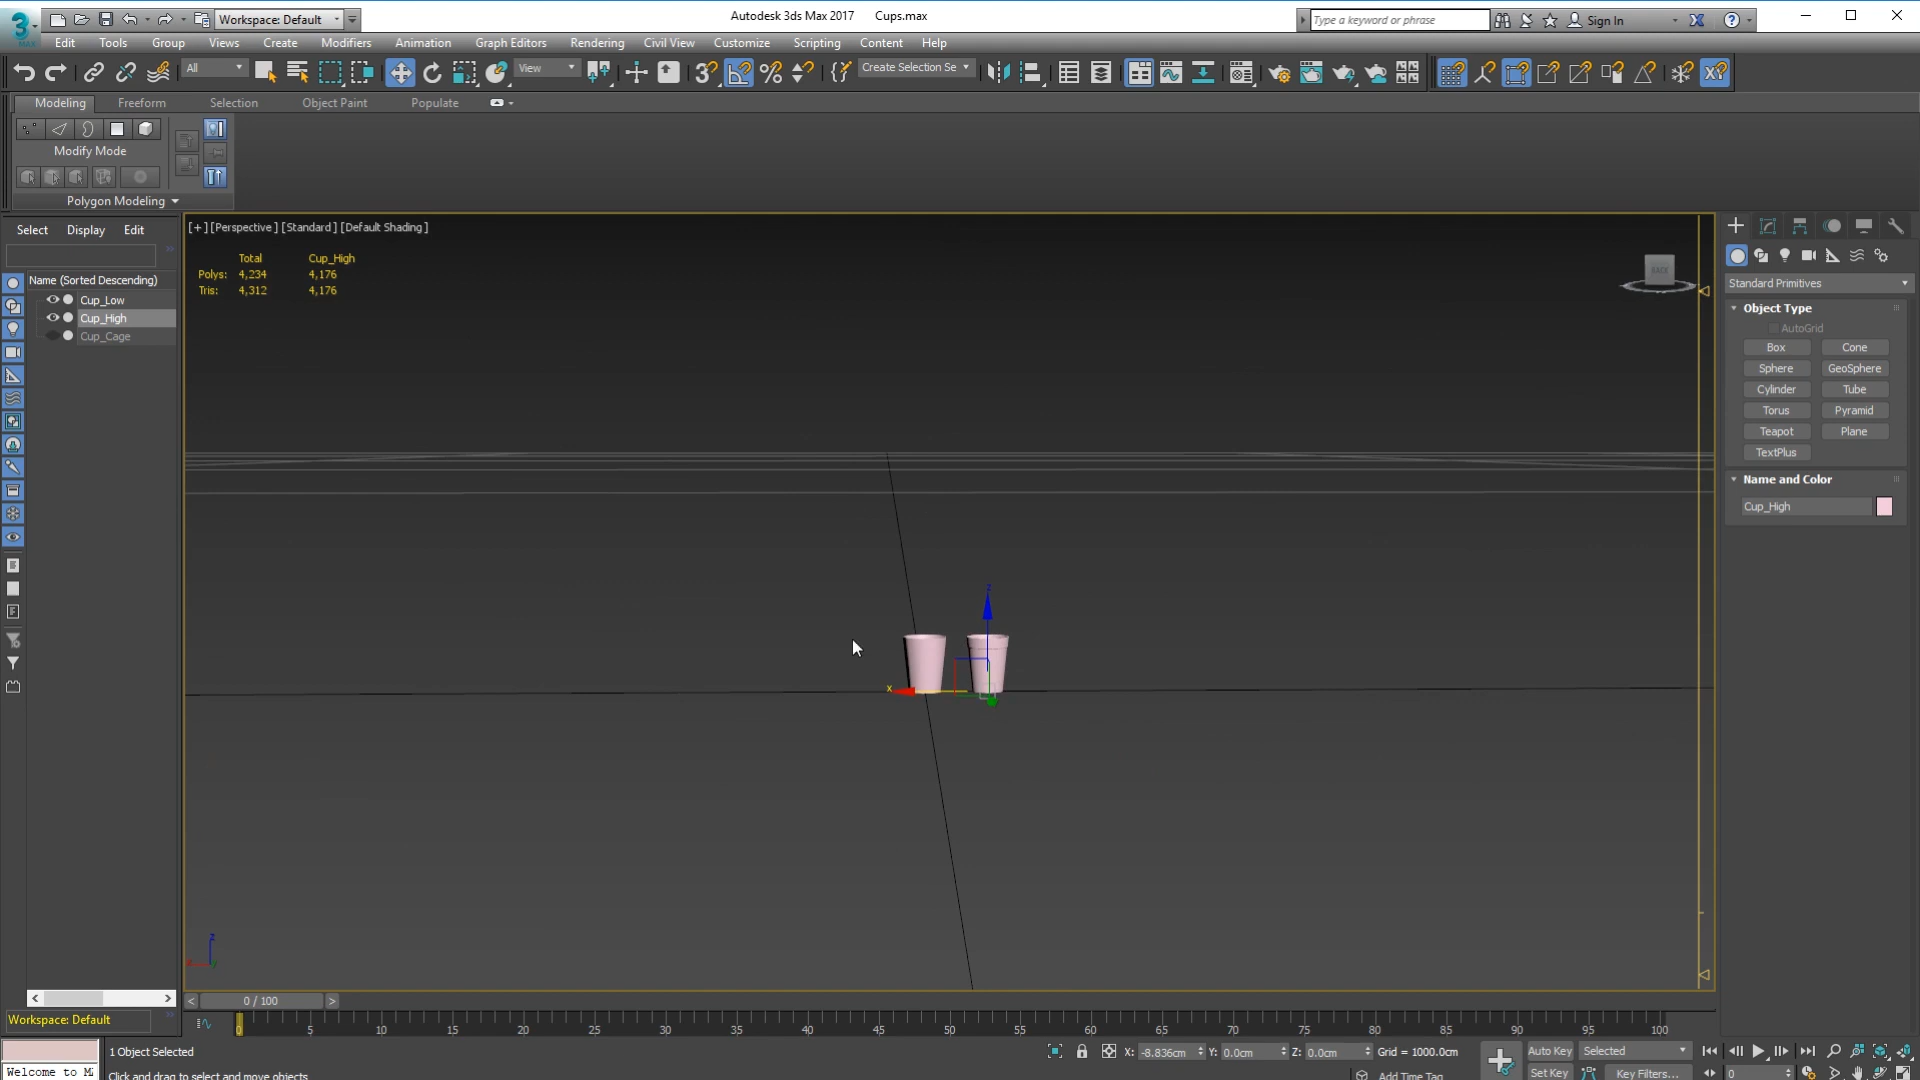 Workspace: Default
Autodesk 3ds Max 2017 Cups.max
Type a keyword or phrase
Sign In
Edit Tools Group Views Create Modifiers Animation Graph Editors Rendering Civil View Customize Scripting Content Help
All
View
Create Selection Se
Modeling Freeform Selection Object Paint Populate
Modify Mode
Polygon Modeling
Select Display Edit
Name (Sorted Descending)
Cup_Low
Cup_High
Cup_Cage
[+] [Perspective ] [Standard ] [Default Shading ]
Total Cup_High
Polys: 4,234 4,176
Tris: 4,312 4,176
BACK
z
x
z
Standard Primitives
Object Type
AutoGrid
Box Cone
Sphere GeoSphere
Cylinder Tube
Torus Pyramid
Teapot Plane
TextPlus
Name and Color
Cup_High
0 / 100
Workspace: Default
0 5 10 15 20 25 30 35 40 45 50 55 60 65 70 75 80 85 90 95 100
1 Object Selected
X: -8.836cm Y: 0.0cm Z: 0.0cm Grid = 1000.0cm
Auto Key Selected
Welcome to M
Click and drag to select and move objects
Add Time Tag
Set Key Key Filters...
0